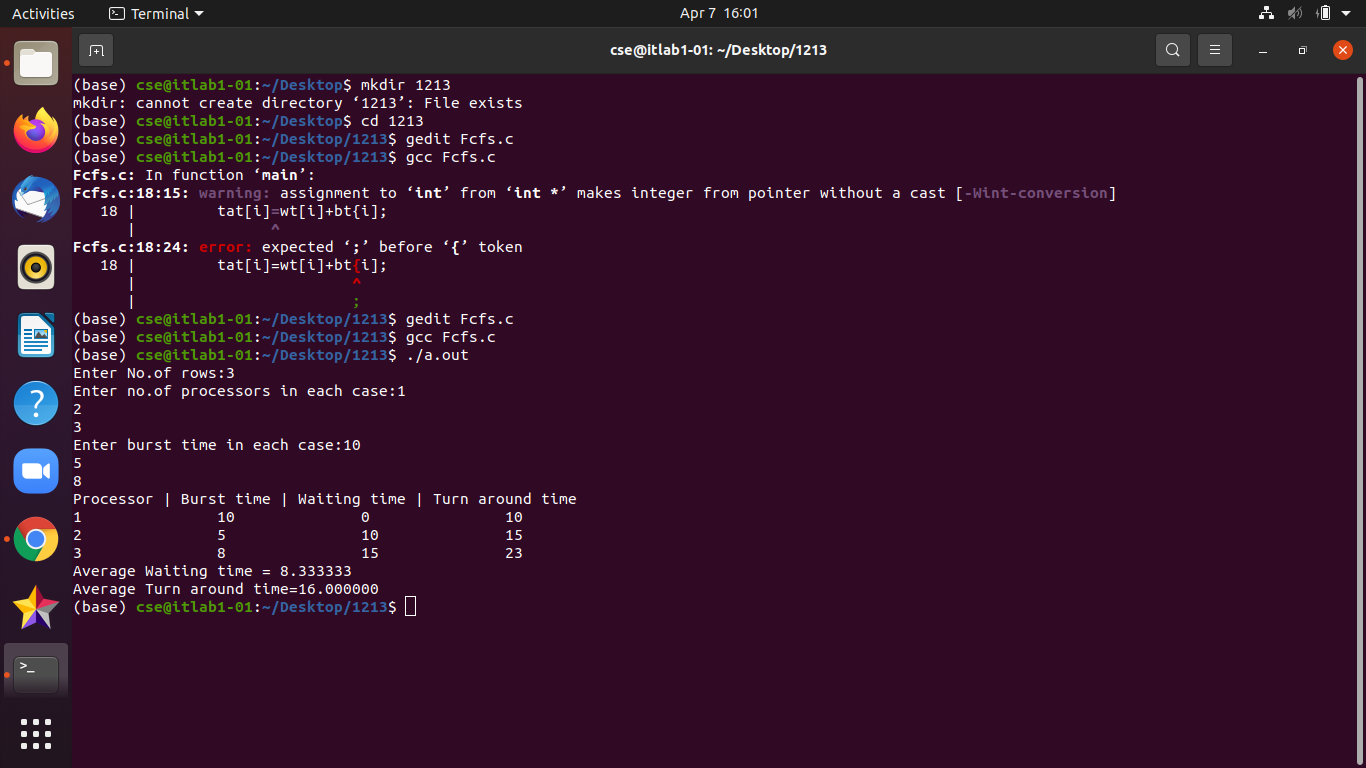 Activities Terminal Apr 7 16:01
cse@itlab1-01: ~/Desktop/1213
(base) cse@itlab1-01:~/Desktop$ mkdir 1213
mkdir: cannot create directory ‘1213’: File exists
(base) cse@itlab1-01:~/Desktop$ cd 1213
(base) cse@itlab1-01:~/Desktop/1213$ gedit Fcfs.c
(base) cse@itlab1-01:~/Desktop/1213$ gcc Fcfs.c
Fcfs.c: In function ‘main’:
Fcfs.c:18:15: warning: assignment to ‘int’ from ‘int *’ makes integer from pointer without a cast [-Wint-conversion]
   18 |         tat[i]=wt[i]+bt{i];
      |               ^
Fcfs.c:18:24: error: expected ‘;’ before ‘{’ token
   18 |         tat[i]=wt[i]+bt{i];
      |                        ^
      |                        ;
(base) cse@itlab1-01:~/Desktop/1213$ gedit Fcfs.c
(base) cse@itlab1-01:~/Desktop/1213$ gcc Fcfs.c
(base) cse@itlab1-01:~/Desktop/1213$ ./a.out
Enter No.of rows:3
Enter no.of processors in each case:1
2
3
Enter burst time in each case:10
5
8
Processor | Burst time | Waiting time | Turn around time
1               10              0               10
2               5               10              15
3               8               15              23
Average Waiting time = 8.333333
Average Turn around time=16.000000
(base) cse@itlab1-01:~/Desktop/1213$